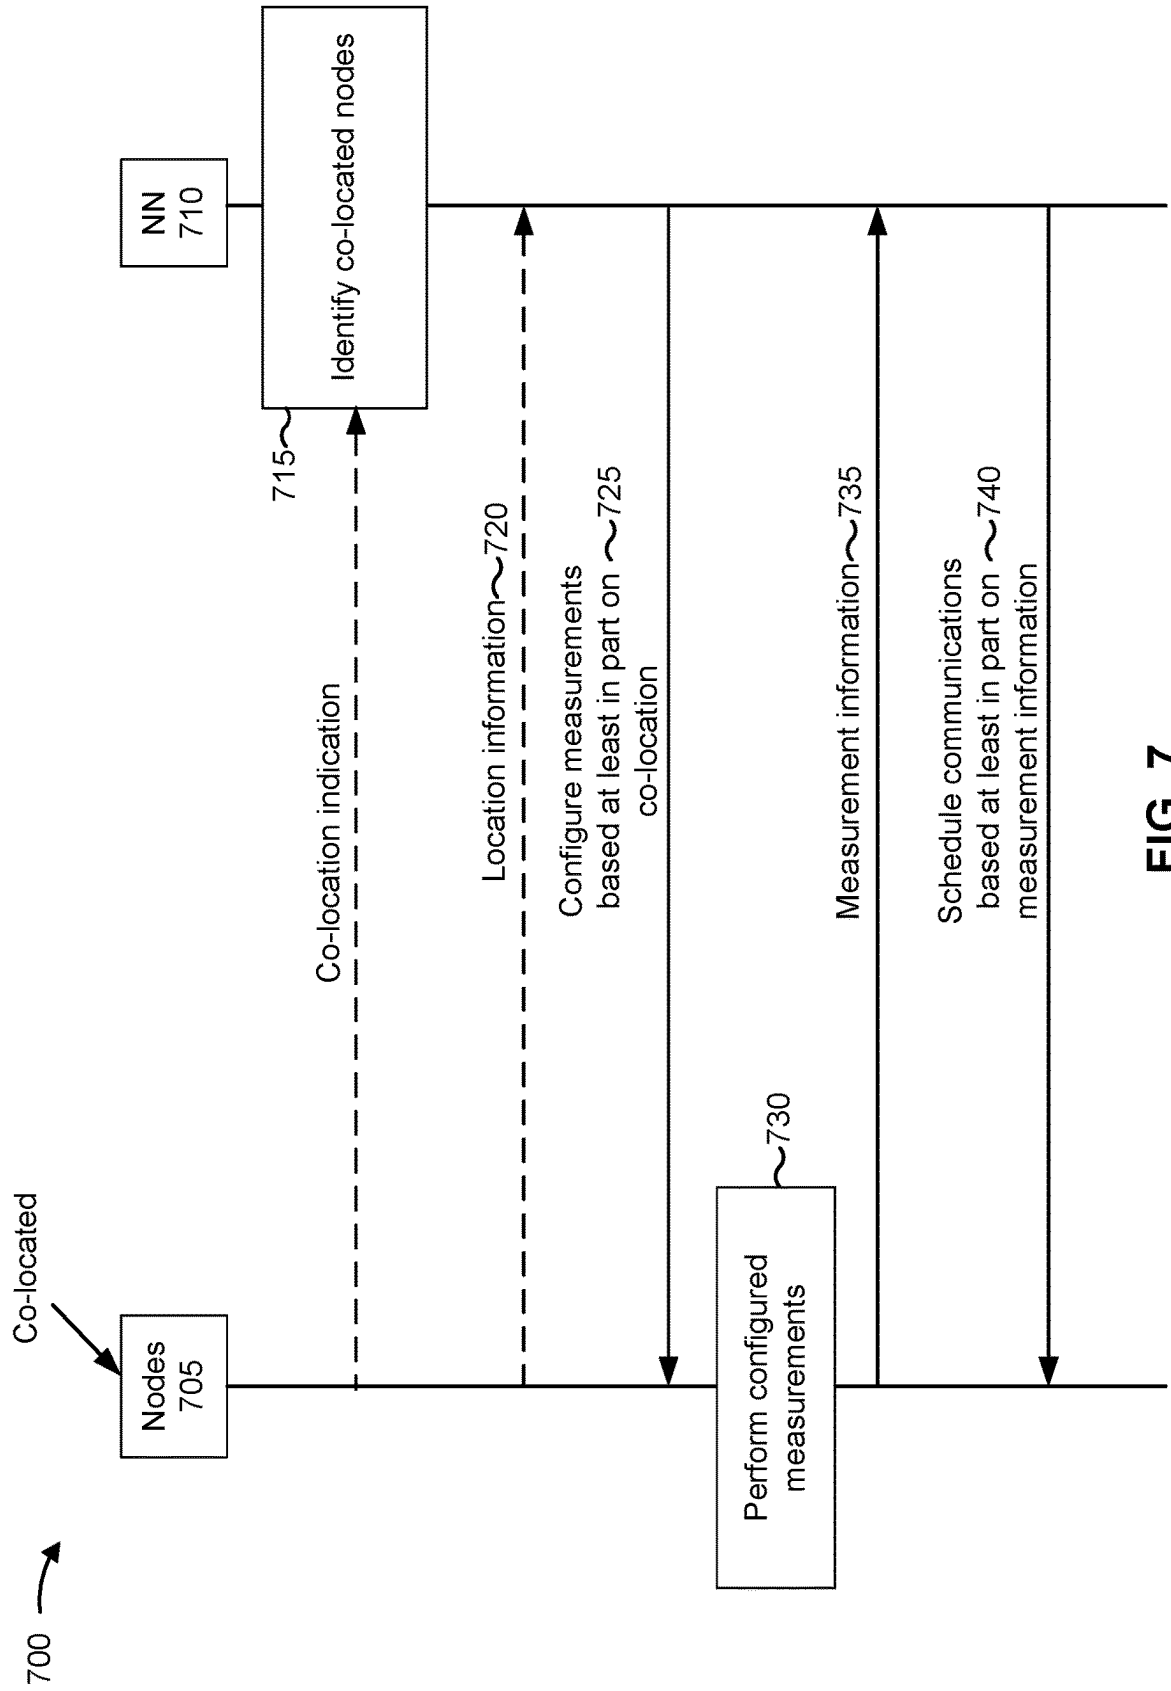 700
Co-located
Nodes
705
NN
710
Co-location indication
715
Identify co-located nodes
Location information 720
Configure measurements
based at least in part on 725
co-location
Perform configured
measurements
730
Measurement information 735
Schedule communications
based at least in part on 740
measurement information
FIG. 7